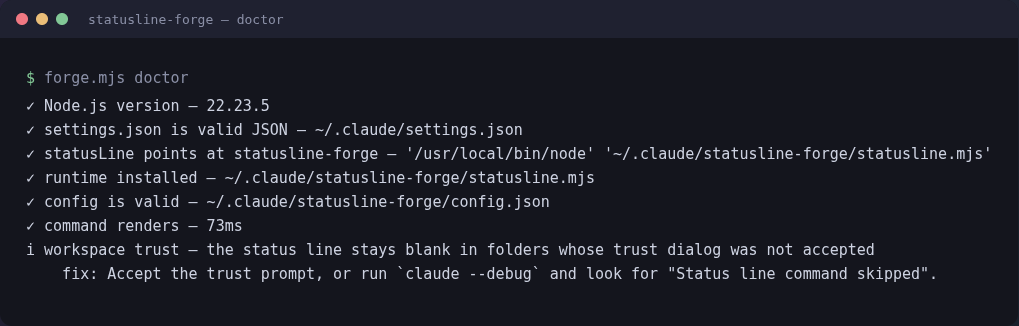 statusline-forge — doctor
$ forge.mjs doctor
✓ Node.js version — 22.23.5
✓ settings.json is valid JSON — ~/.claude/settings.json
✓ statusLine points at statusline-forge — '/usr/local/bin/node' '~/.claude/statusline-forge/statusline.mjs'
✓ runtime installed — ~/.claude/statusline-forge/statusline.mjs
✓ config is valid — ~/.claude/statusline-forge/config.json
✓ command renders — 73ms
i workspace trust — the status line stays blank in folders whose trust dialog was not accepted
fix: Accept the trust prompt, or run `claude --debug` and look for "Status line command skipped".